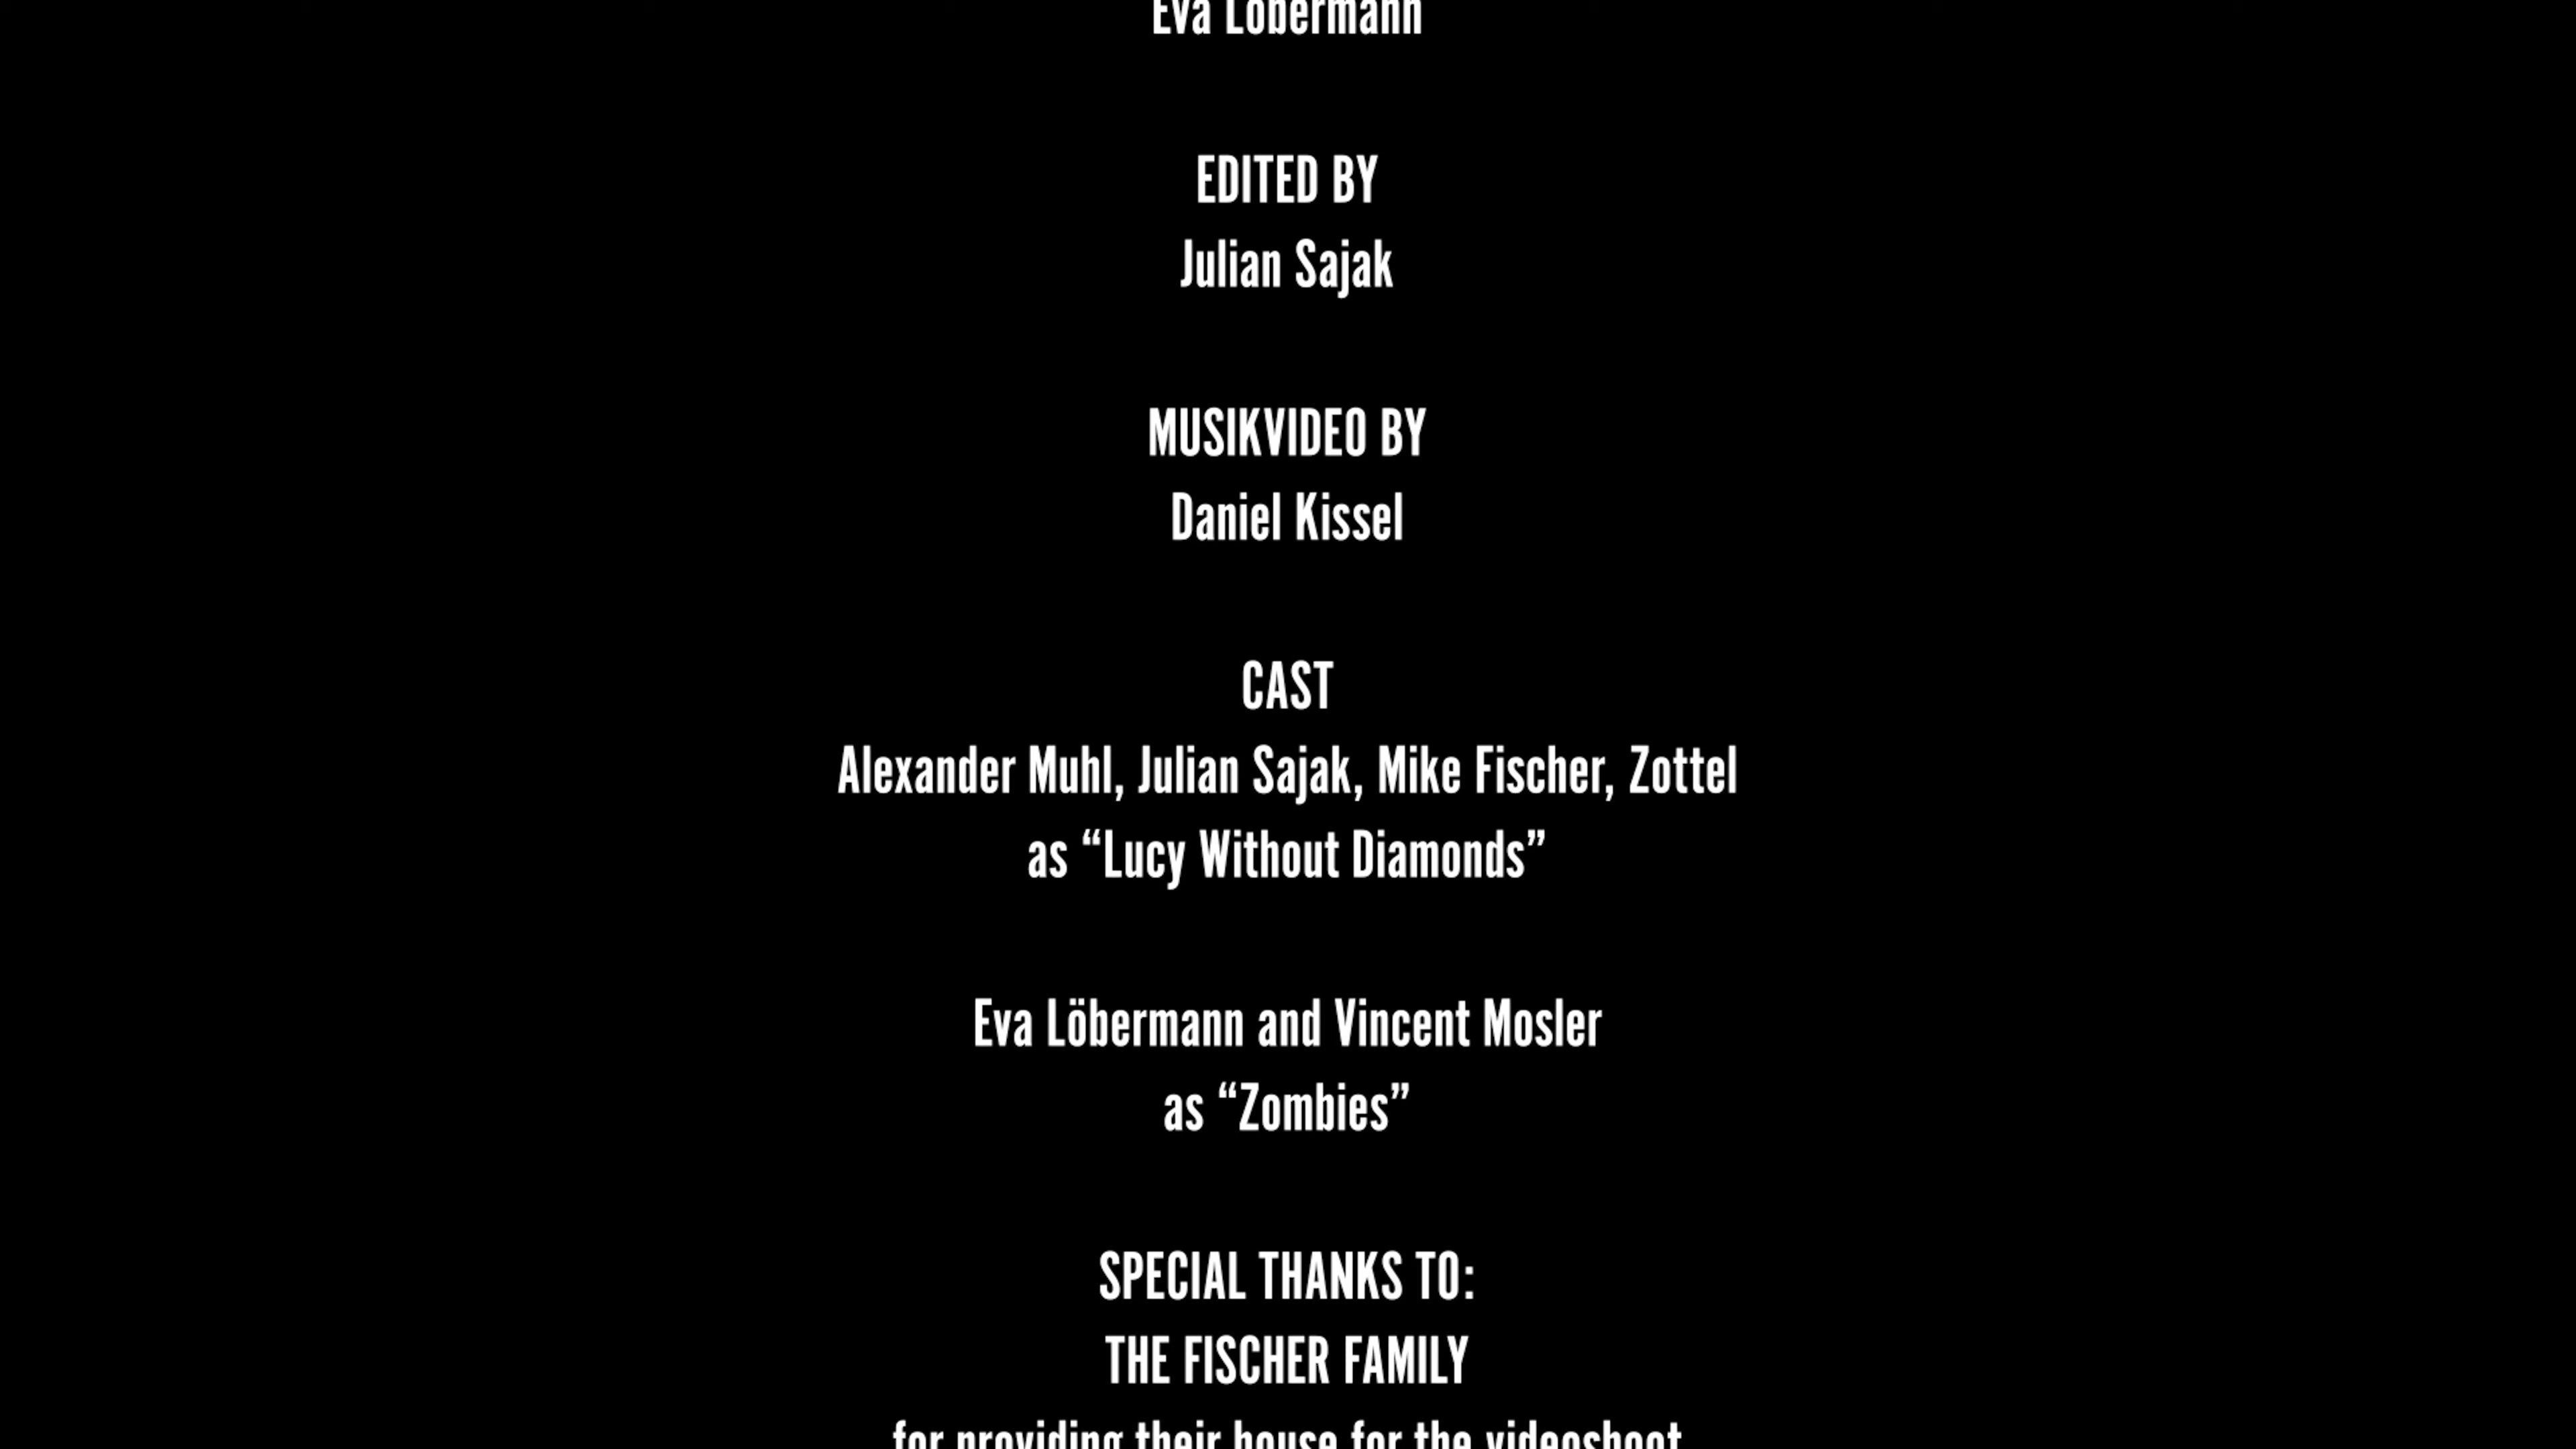 Eva Löbermann
EDITED BY
Julian Sajak
MUSIKVIDEO BY
Daniel Kissel
CAST
Alexander Muhl, Julian Sajak, Mike Fischer, Zottel
as “Lucy Without Diamonds”
Eva Löbermann and Vincent Mosler
as “Zombies”
SPECIAL THANKS TO:
THE FISCHER FAMILY
for providing their house for the videoshoot